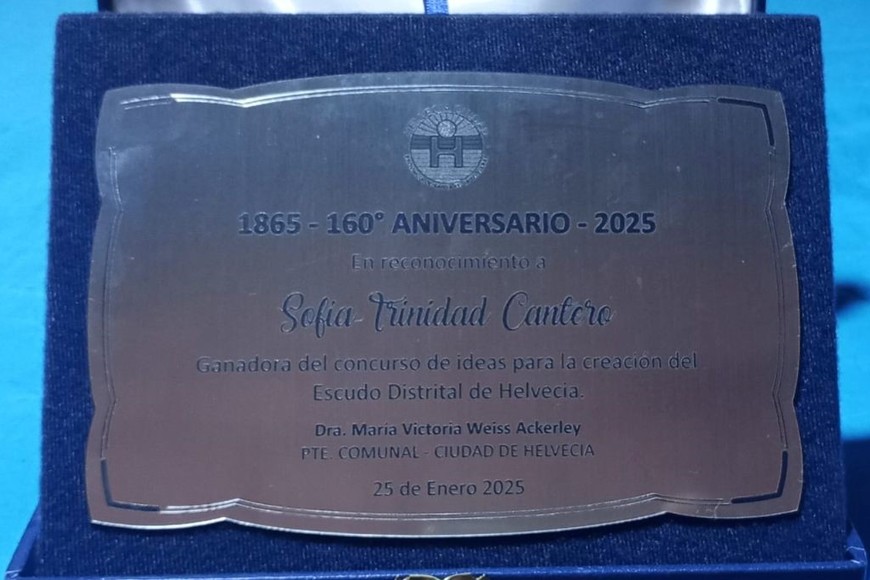 H
1865 - 160° ANIVERSARIO - 2025
En reconocimiento a
Sofia Trinidad Cantero
Ganadora del concurso de ideas para la creación del
Escudo Distrital de Helvecia.
Dra. María Victoria Weiss Ackerley
PTE. COMUNAL - CIUDAD DE HELVECIA
25 de Enero 2025